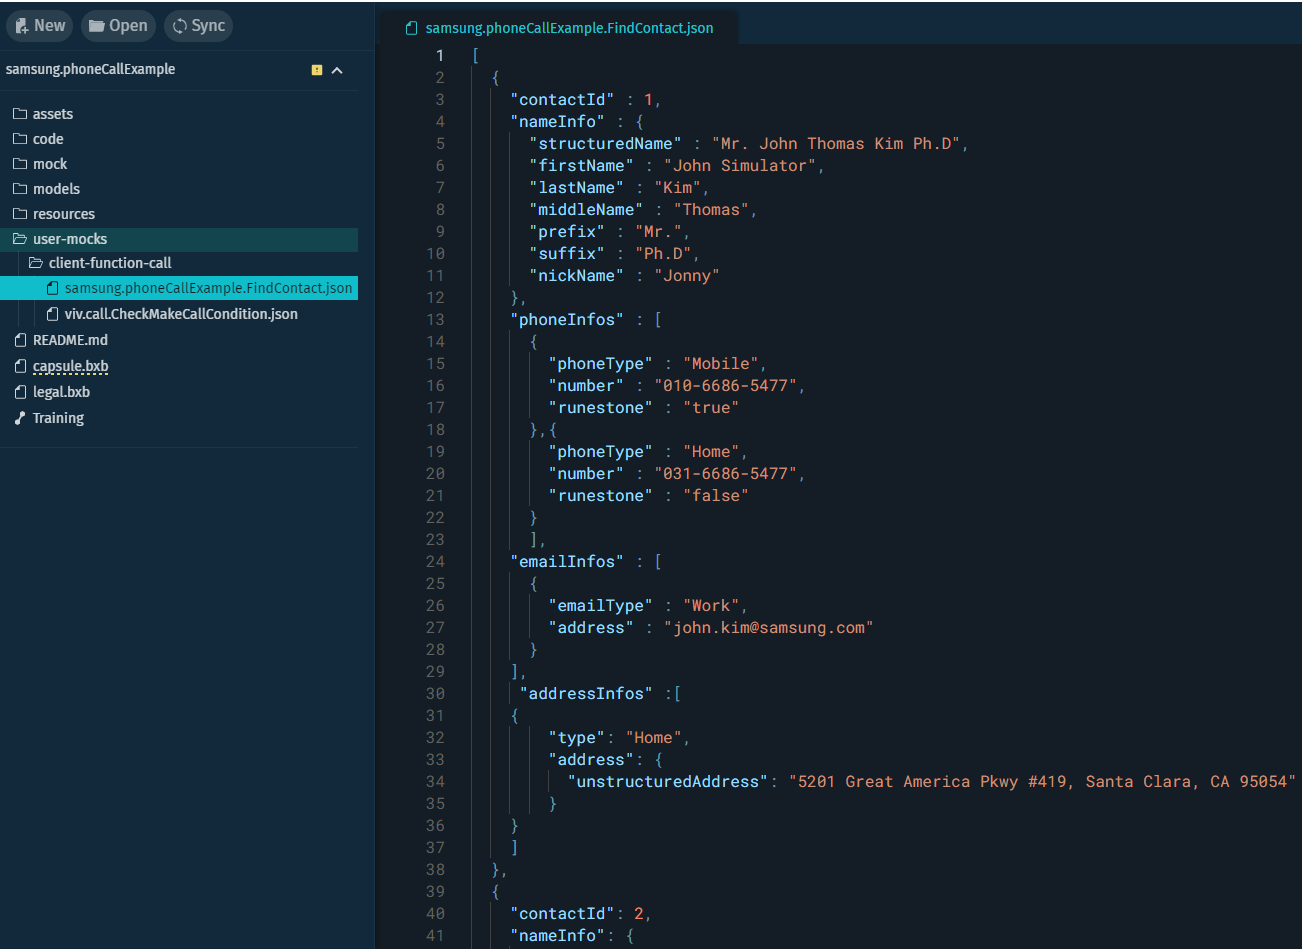 New Open Sync
samsung.phoneCallExample
assets
code
mock
models
resources
user-mocks
client-function-call
samsung.phoneCallExample.FindContact.json
viv.call.CheckMakeCallCondition.json
README.md
capsule.bxb
legal.bxb
Training
samsung.phoneCallExample.FindContact.json
1 [
2 {
3 "contactId" : 1,
4 "nameInfo" : {
5 "structuredName" : "Mr. John Thomas Kim Ph.D",
6 "firstName" : "John Simulator",
7 "lastName" : "Kim",
8 "middleName" : "Thomas",
9 "prefix" : "Mr.",
10 "suffix" : "Ph.D",
11 "nickName" : "Jonny"
12 },
13 "phoneInfos" : [
14 {
15 "phoneType" : "Mobile",
16 "number" : "010-6686-5477",
17 "runestone" : "true"
18 },{
19 "phoneType" : "Home",
20 "number" : "031-6686-5477",
21 "runestone" : "false"
22 }
23 ],
24 "emailInfos" : [
25 {
26 "emailType" : "Work",
27 "address" : "john.kim@samsung.com"
28 }
29 ],
30 "addressInfos" :[
31 {
32 "type": "Home",
33 "address": {
34 "unstructuredAddress": "5201 Great America Pkwy #419, Santa Clara, CA 95054"
35 }
36 }
37 ]
38 },
39 {
40 "contactId": 2,
41 "nameInfo": {